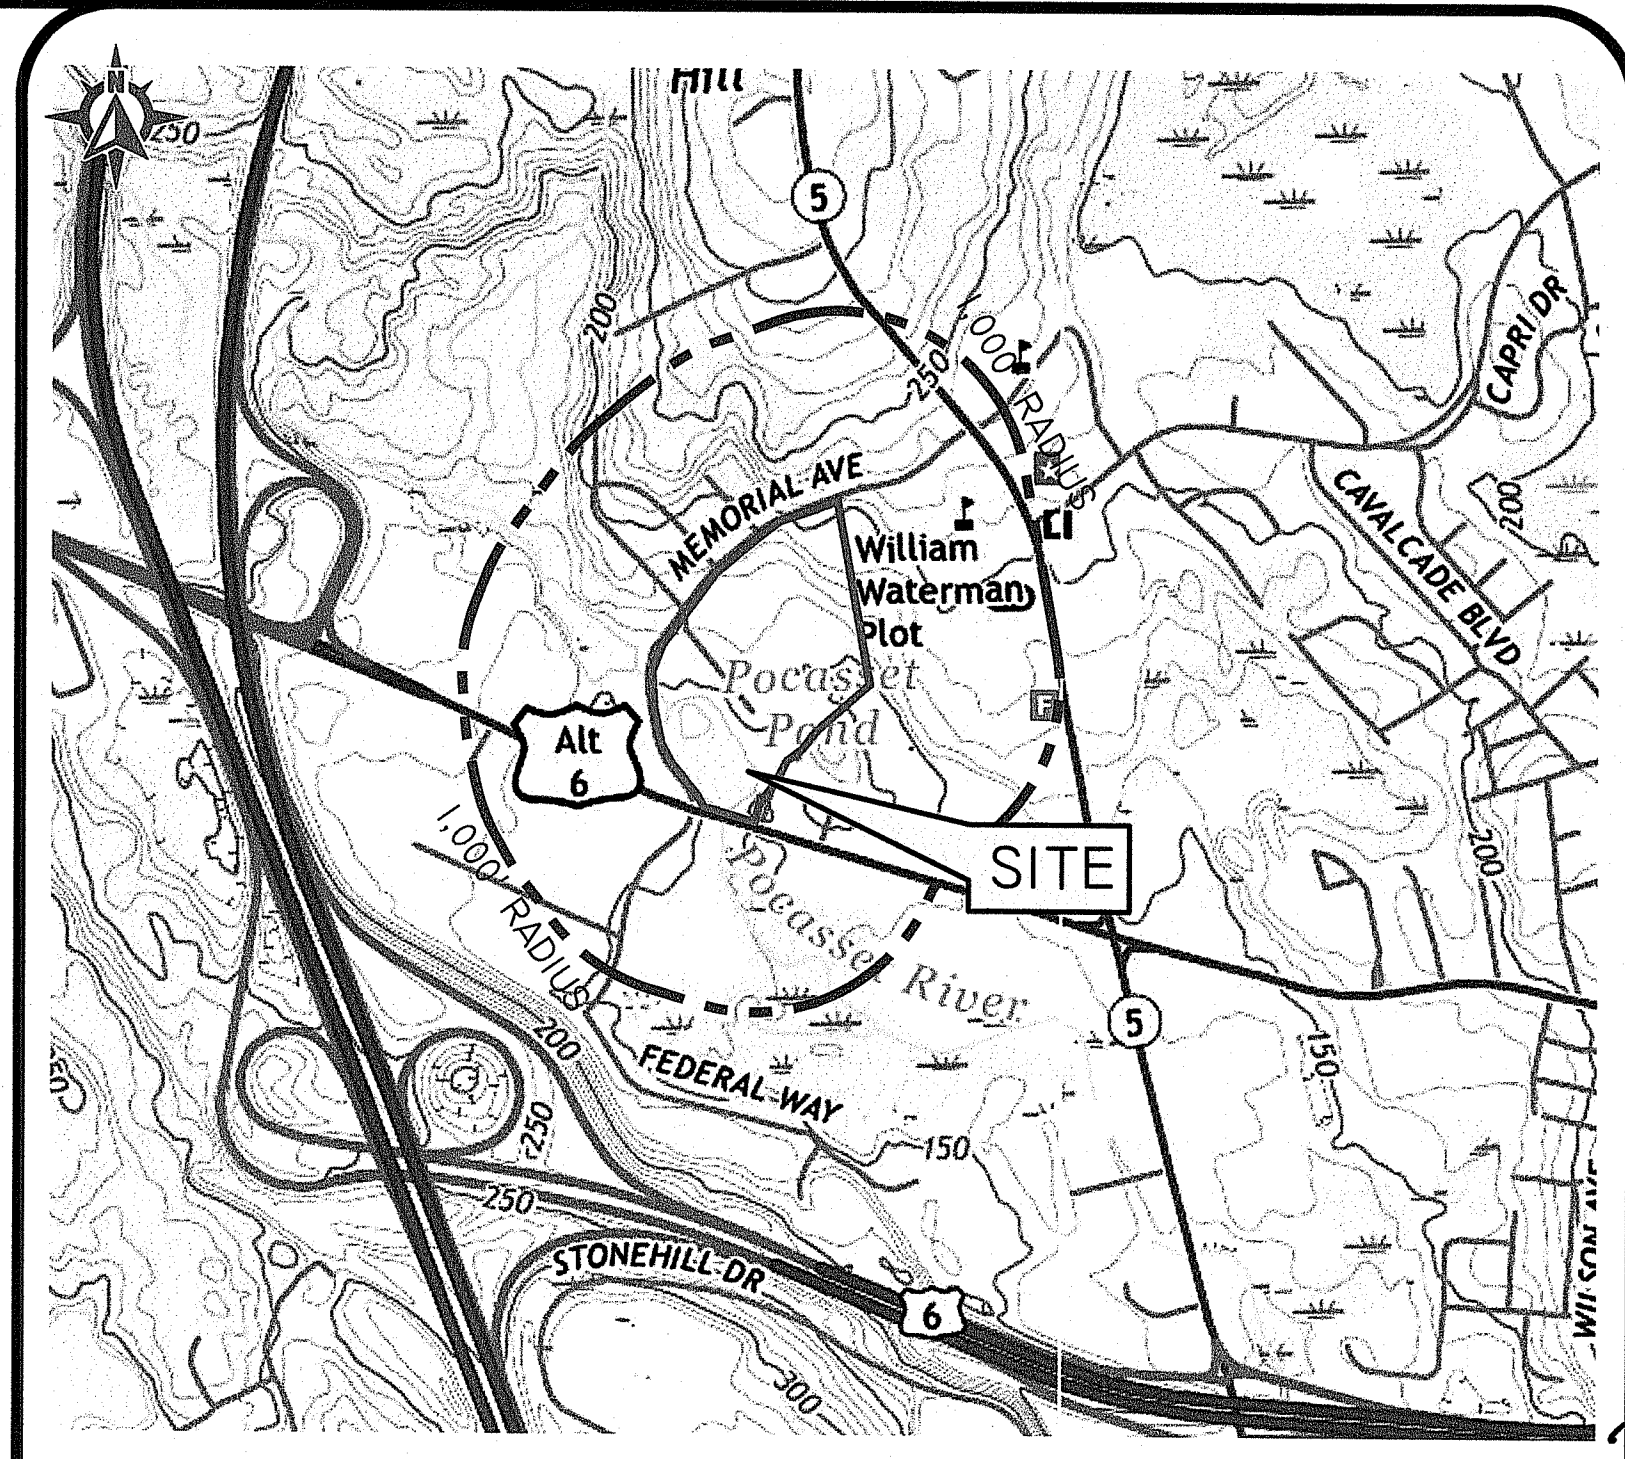 Hill
N
250
5
200
1,000' RADIUS
250
CAPRI DR
MEMORIAL AVE
CAVALCADE BLVD
200
William
Waterman
Plot
Pocasset
Pond
F
Alt
6
1,000' RADIUS
SITE
200
Pocasset River
5
200
FEDERAL WAY
150
150
250
250
STONEHILL DR
6
300
WILSON AVE